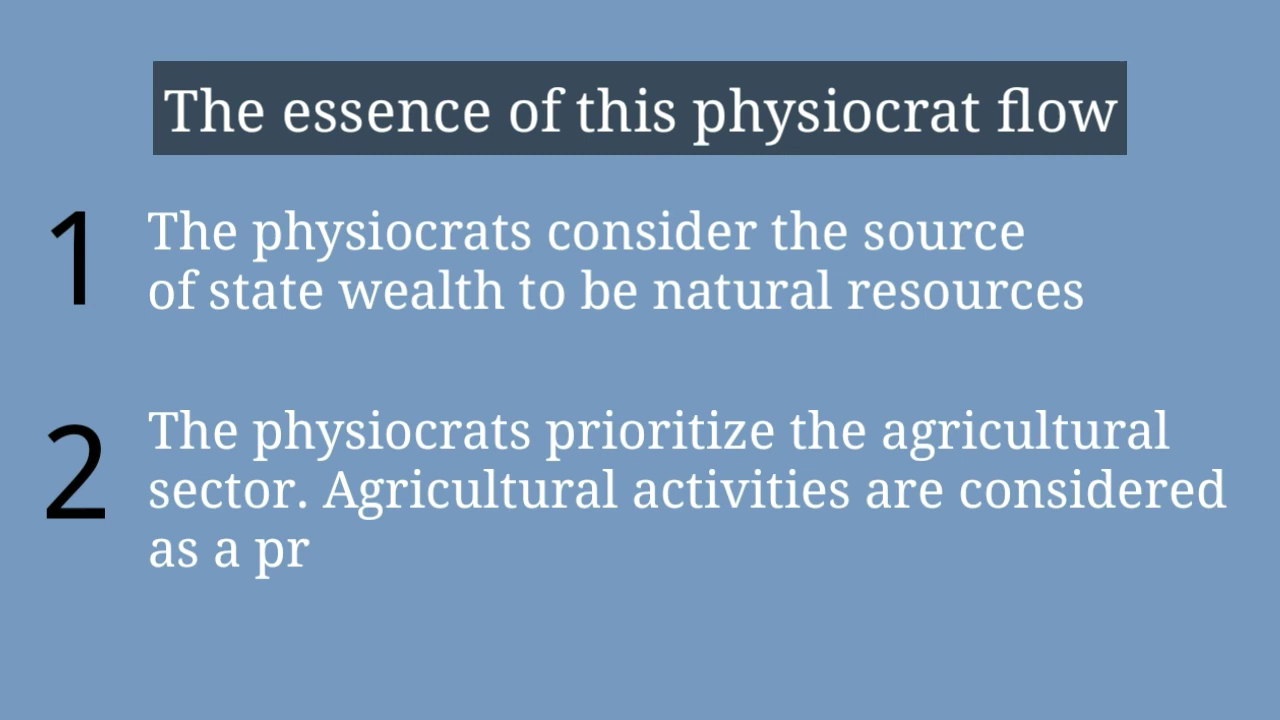 The essence of this physiocrat flow
1 The physiocrats consider the source
of state wealth to be natural resources
2 The physiocrats prioritize the agricultural
sector. Agricultural activities are considered
as a pr